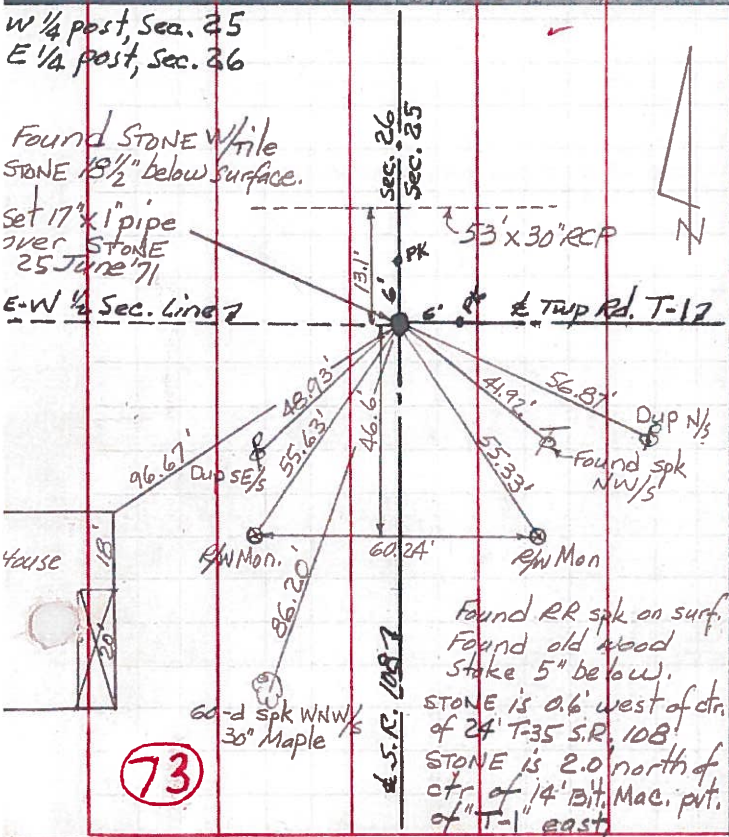 W 1/4 post, Sec. 25
E 1/4 post, Sec. 26
Found STONE W/tile
STONE 18 1/2" below surface.
Set 17" x 1" pipe
over STONE
25 June '71
E-W 1/2 Sec. Line
Sec. 26
Sec. 25
53' x 30" RCP
N
13.1'
PK
6'
6'
PK
℄ Twp Rd. T-17
48.93'
96.67'
Dup SE/s
55.63'
46.6'
41.92'
56.87'
Dup N/s
Found spk
NW/s
55.33'
R/W Mon.
60.24'
R/W Mon
House
18'
20'
86.20'
60-d spk WNW/s
30" Maple
℄ S.R. 108
Found RR spk on surf.
Found old wood
Stake 5" below.
STONE is 0.6' west of ctr.
of 24' T-35 S.R. 108
STONE is 2.0' north of
ctr of 14' Bit. Mac. pvt.
of "T-1" east
73